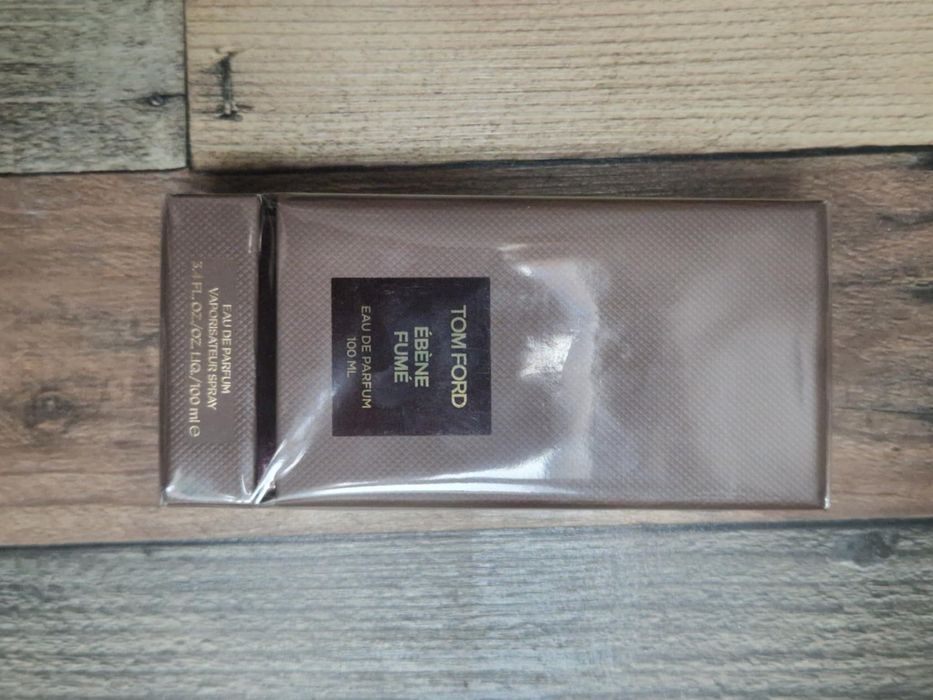 TOM FORD
ÉBÈNE
FUMÉ
EAU DE PARFUM
100 ML
EAU DE PARFUM
VAPORISATEUR SPRAY
3.4 FL. OZ./OZ. LIQ./100 ml ℮